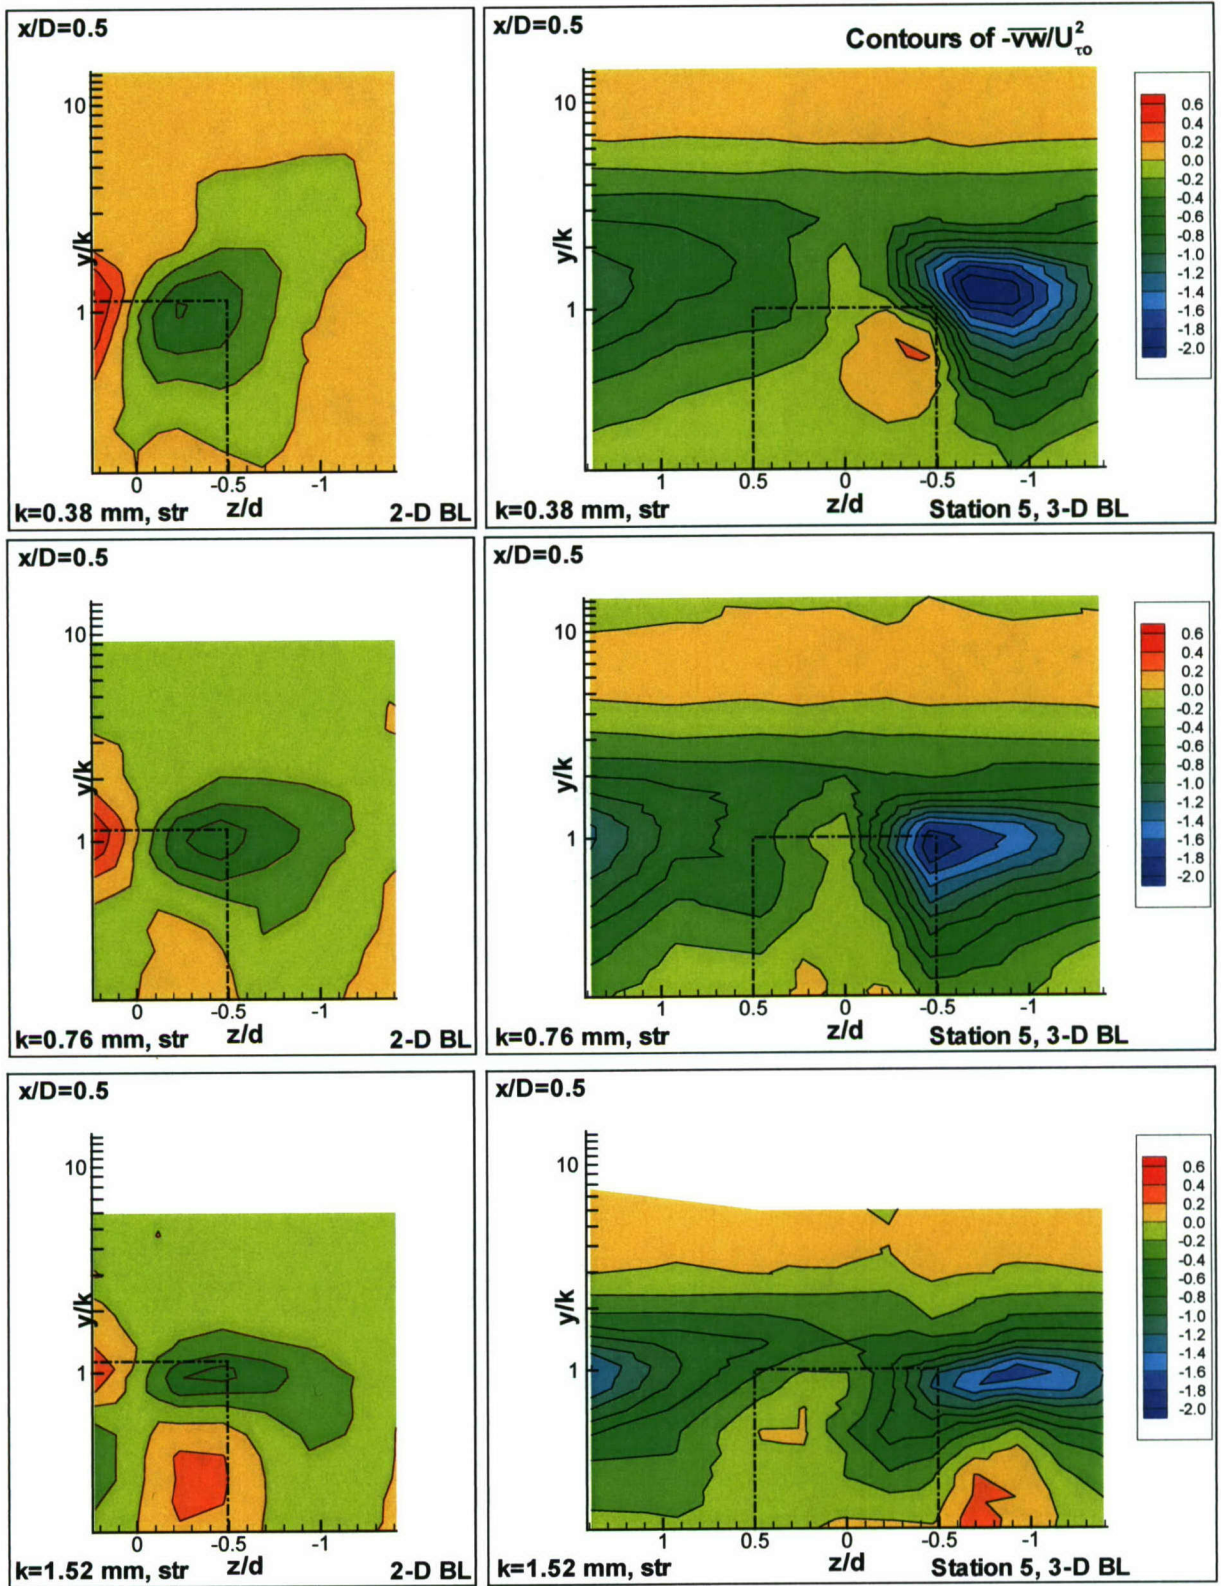 x/D=0.5
10
1
y/k
0 -0.5 -1
z/d
k=0.38 mm, str
2-D BL
x/D=0.5
Contours of -v̅w̅/U²τo
10
1
y/k
1 0.5 0 -0.5 -1
z/d
k=0.38 mm, str
Station 5, 3-D BL
0.6
0.4
0.2
0.0
-0.2
-0.4
-0.6
-0.8
-1.0
-1.2
-1.4
-1.6
-1.8
-2.0
x/D=0.5
10
1
y/k
0 -0.5 -1
z/d
k=0.76 mm, str
2-D BL
x/D=0.5
10
1
y/k
1 0.5 0 -0.5 -1
z/d
k=0.76 mm, str
Station 5, 3-D BL
0.6
0.4
0.2
0.0
-0.2
-0.4
-0.6
-0.8
-1.0
-1.2
-1.4
-1.6
-1.8
-2.0
x/D=0.5
10
1
y/k
0 -0.5 -1
z/d
k=1.52 mm, str
2-D BL
x/D=0.5
10
1
y/k
1 0.5 0 -0.5 -1
z/d
k=1.52 mm, str
Station 5, 3-D BL
0.6
0.4
0.2
0.0
-0.2
-0.4
-0.6
-0.8
-1.0
-1.2
-1.4
-1.6
-1.8
-2.0